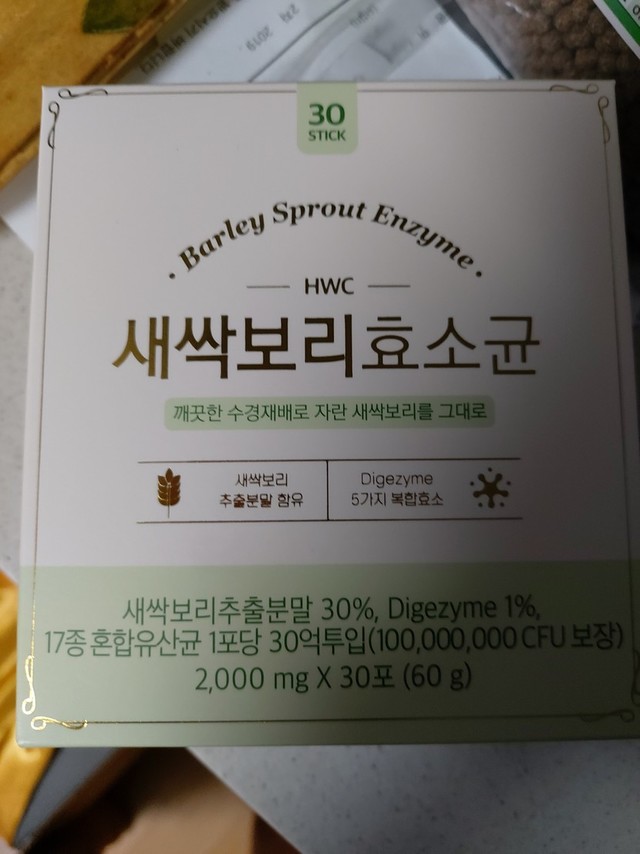 30
STICK
· Barley Sprout Enzyme ·
HWC
새싹보리효소균
깨끗한 수경재배로 자란 새싹보리를 그대로
새싹보리
추출분말 함유
Digezyme
5가지 복합효소
새싹보리추출분말 30%, Digezyme 1%,
17종 혼합유산균 1포당 30억투입(100,000,000 CFU 보장)
2,000 mg X 30포 (60 g)
2019